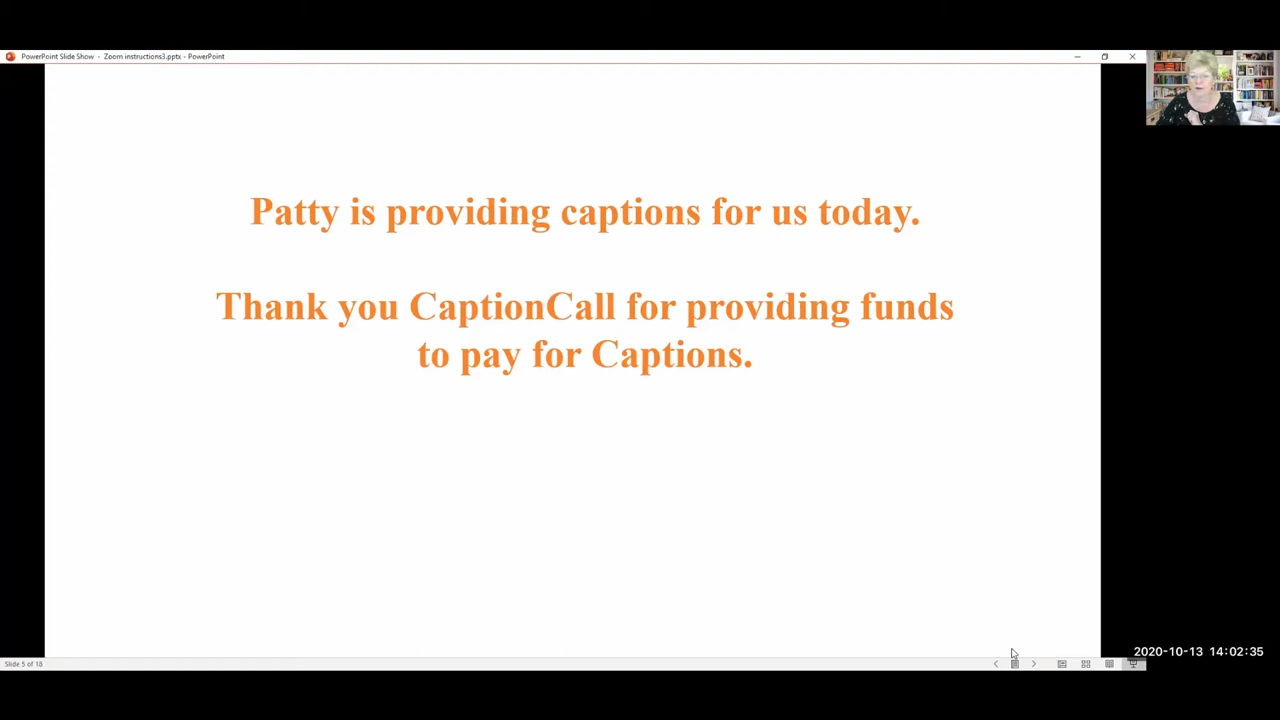 PowerPoint Slide Show - Zoom instructions3.pptx - PowerPoint
Patty is providing captions for us today.
Thank you CaptionCall for providing funds
to pay for Captions.
2020-10-13 14:02:35
Slide 5 of 18